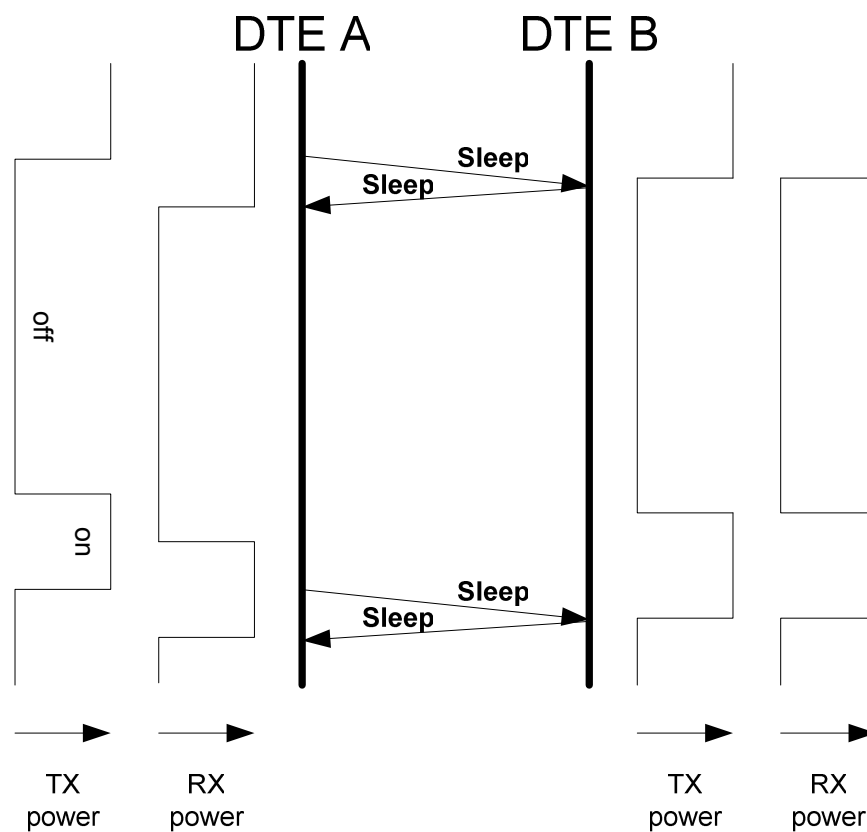 DTE A
DTE B
Sleep
Sleep
off
on
Sleep
Sleep
TX
power
RX
power
TX
power
RX
power